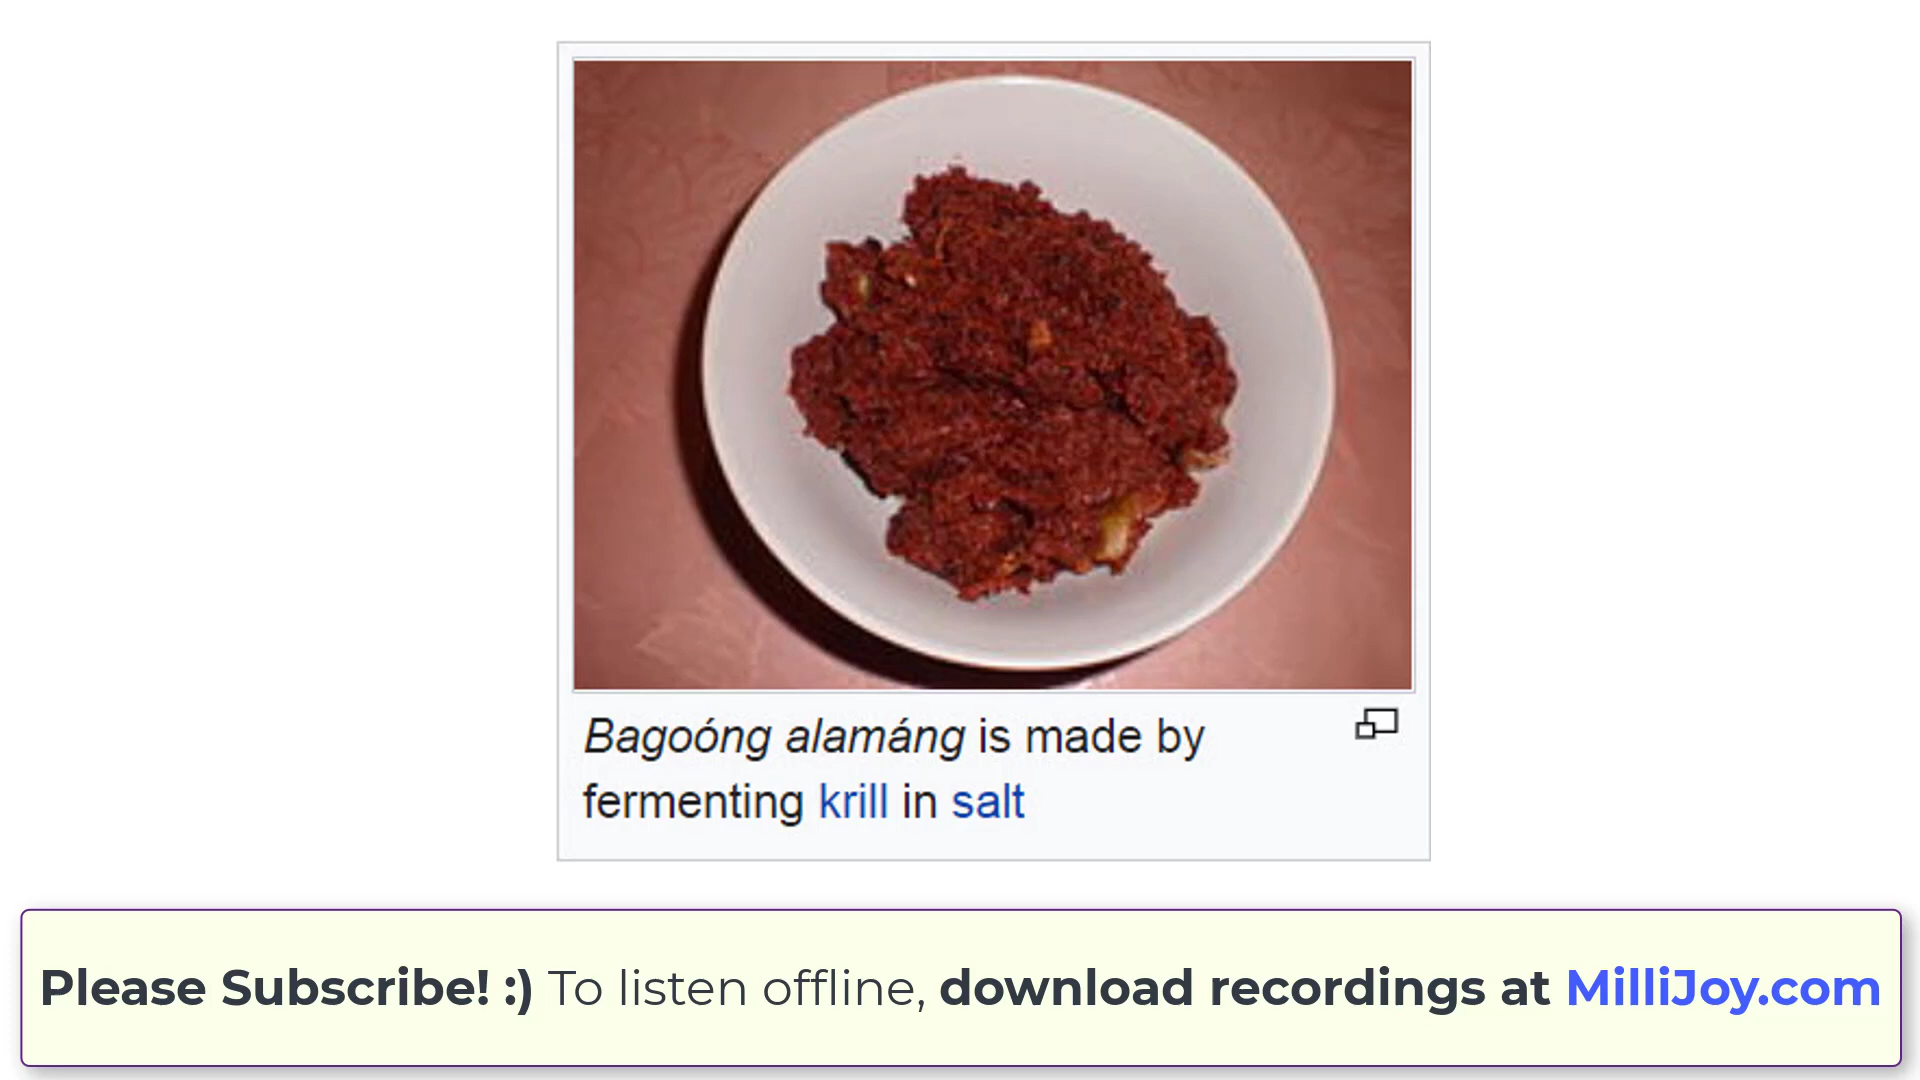 Bagoóng alamáng is made by
fermenting krill in salt
Please Subscribe! :) To listen offline, download recordings at MilliJoy.com